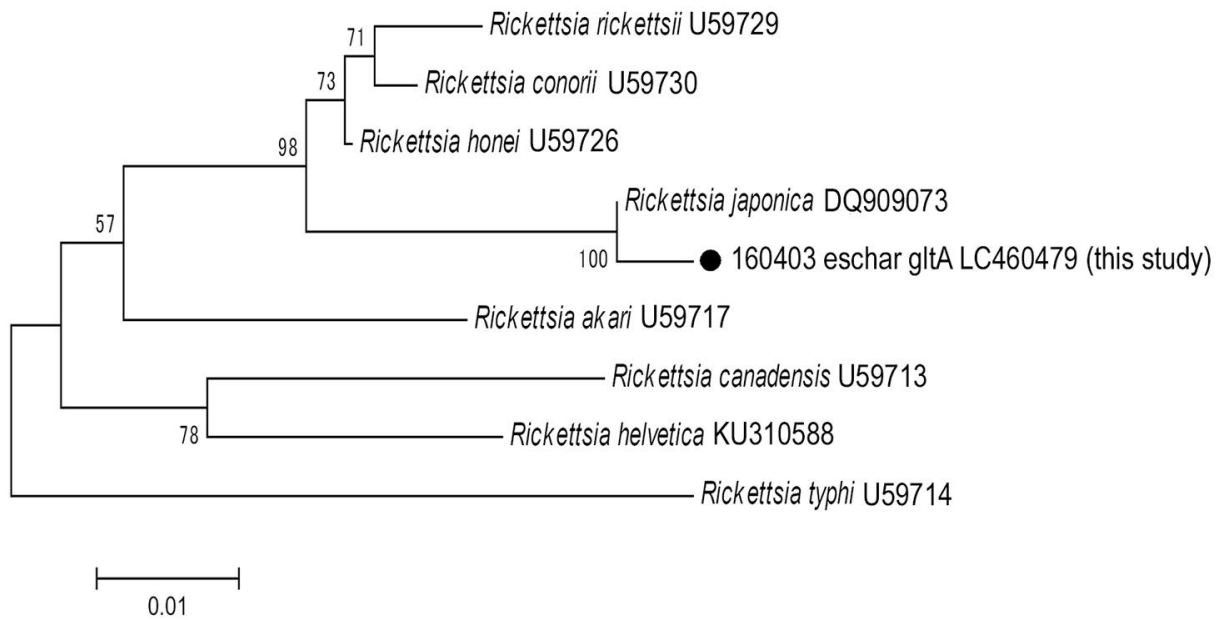 71
Rickettsia rickettsii U59729
73
Rickettsia conorii U59730
98
Rickettsia honei U59726
57
Rickettsia japonica DQ909073
100
160403 eschar gltA LC460479 (this study)
Rickettsia akari U59717
Rickettsia canadensis U59713
78
Rickettsia helvetica KU310588
Rickettsia typhi U59714
0.01